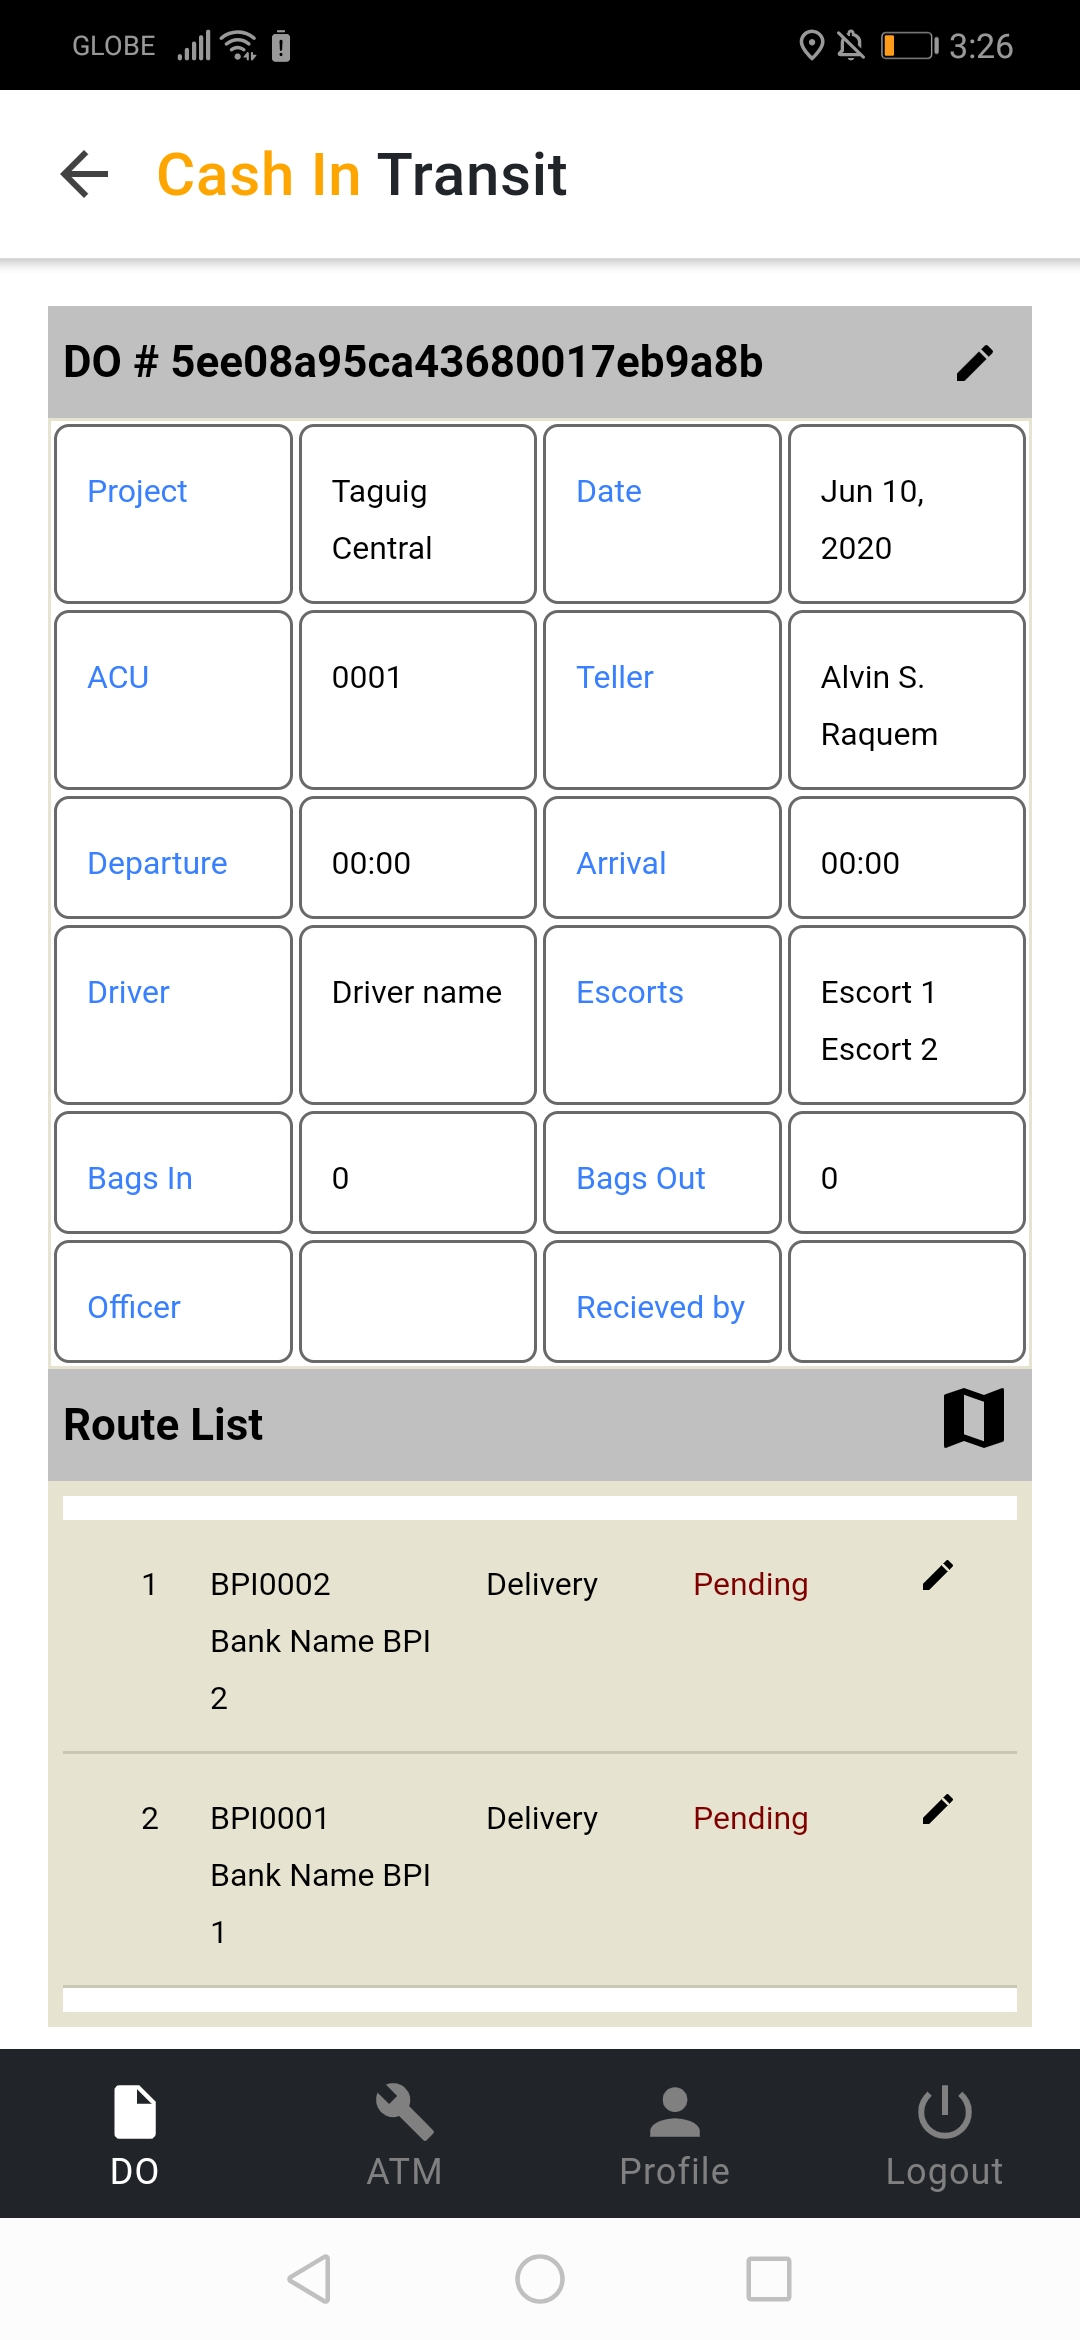 GLOBE 3:26
Cash In Transit
DO # 5ee08a95ca43680017eb9a8b
Project Taguig Date Jun 10,
Central 2020
ACU 0001 Teller Alvin S.
Raquem
Departure 00:00 Arrival 00:00
Driver Driver name Escorts Escort 1
Escort 2
Bags In 0 Bags Out 0
Officer Recieved by
Route List
1 BPI0002 Delivery Pending
Bank Name BPI
2
2 BPI0001 Delivery Pending
Bank Name BPI
1
DO ATM Profile Logout